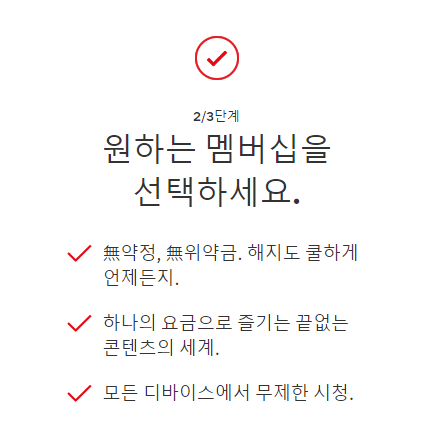 2/3단계
원하는 멤버십을
선택하세요.
無약정, 無위약금. 해지도 쿨하게
언제든지.
하나의 요금으로 즐기는 끝없는
콘텐츠의 세계.
모든 디바이스에서 무제한 시청.